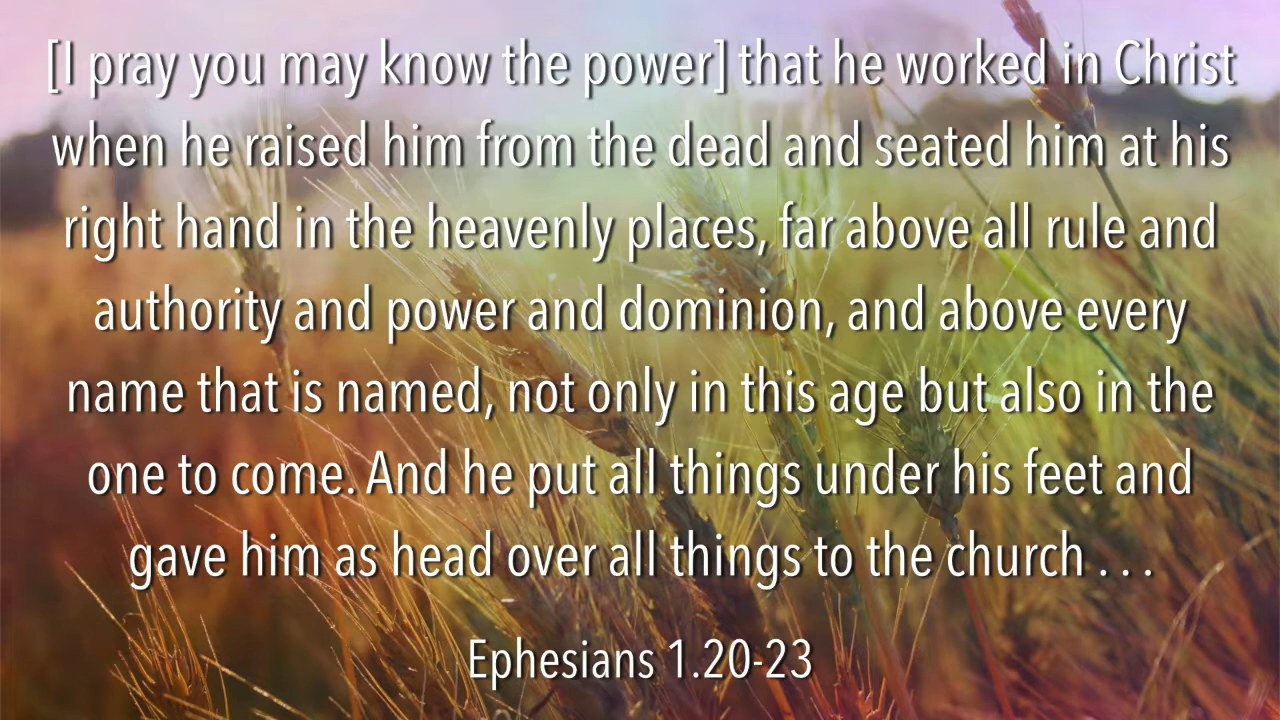 [I pray you may know the power] that he worked in Christ
when he raised him from the dead and seated him at his
right hand in the heavenly places, far above all rule and
authority and power and dominion, and above every
name that is named, not only in this age but also in the
one to come. And he put all things under his feet and
gave him as head over all things to the church . . .
Ephesians 1.20-23